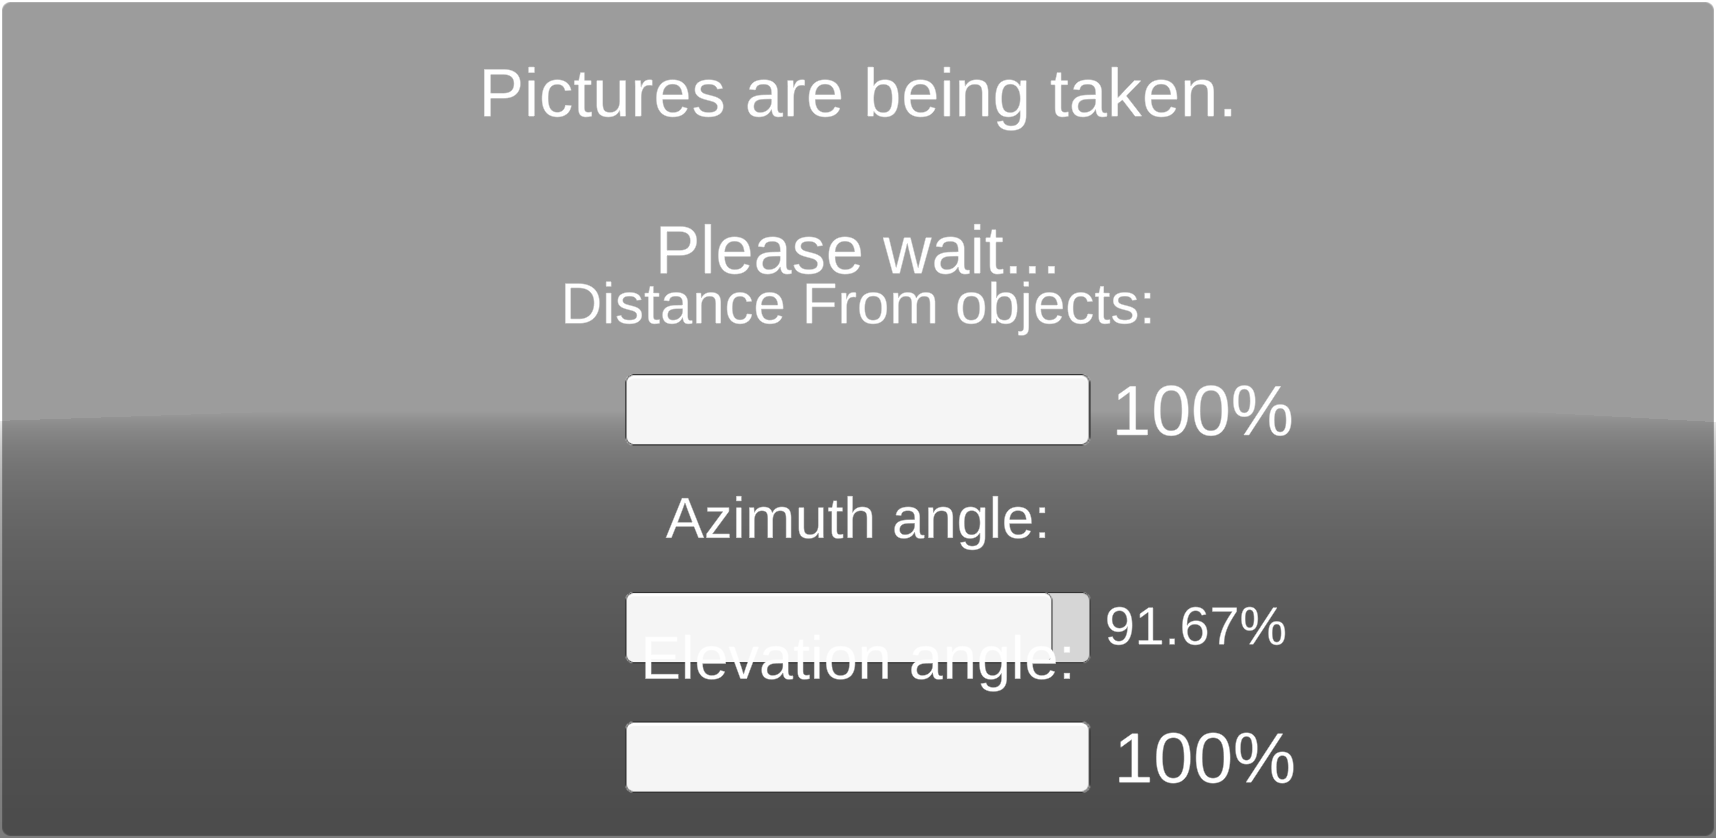 Pictures are being taken.
Please wait...
Distance From objects:
100%
Azimuth angle:
91.67%
Elevation angle:
100%